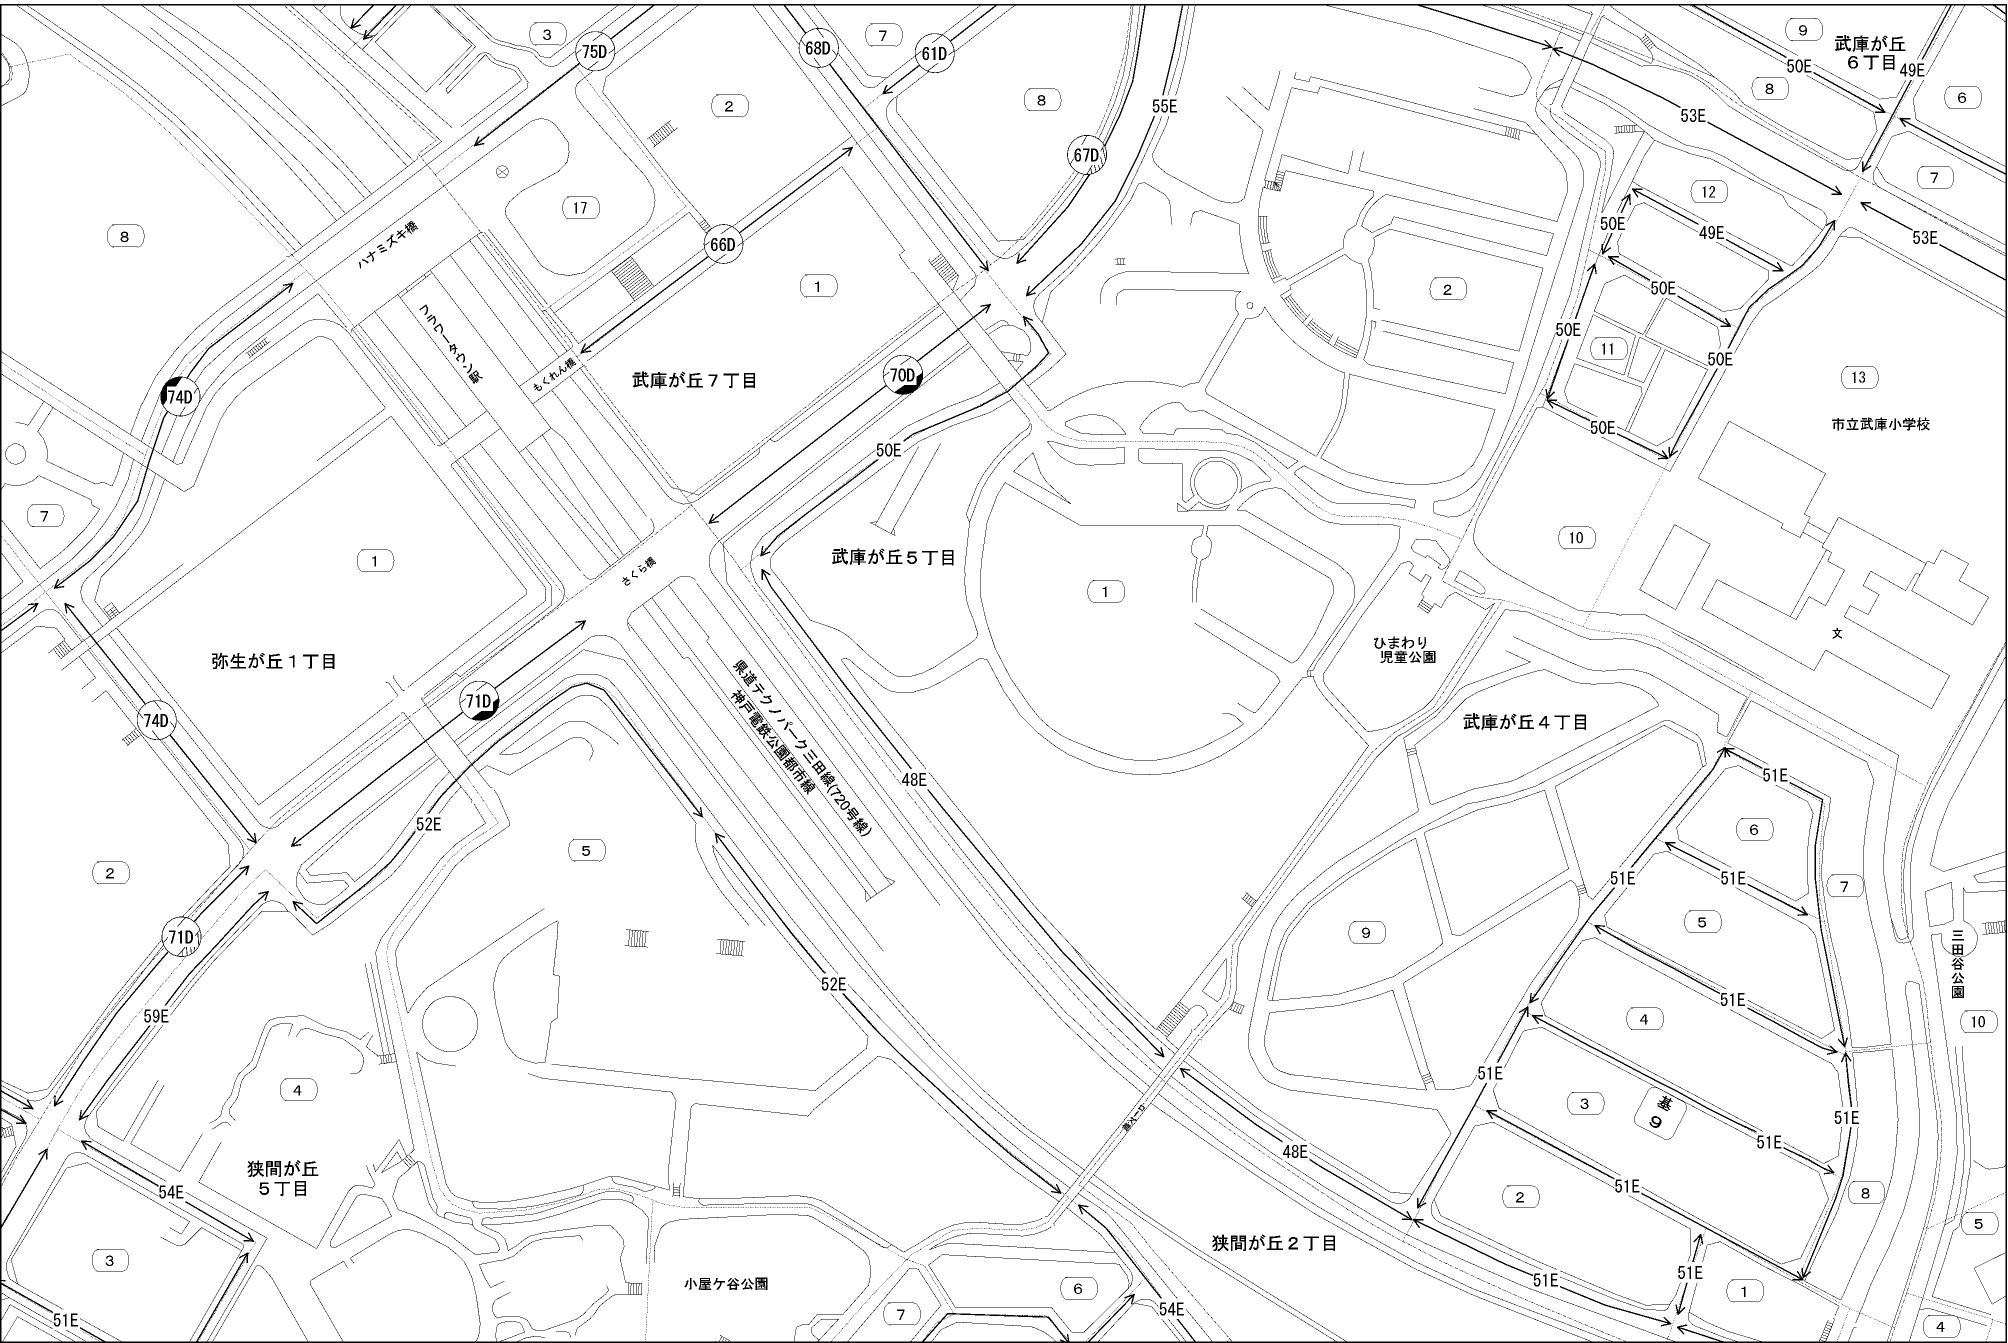 3
75D
68D
7
61D
9
武庫が丘
６丁目
50E
49E
8
6
2
8
55E
53E
67D
12
7
17
50E
49E
53E
8
ハナミズキ橋
66D
1
2
50E
フラワータウン駅
50E
11
50E
もくれん橋
武庫が丘７丁目
70D
13
74D
50E
市立武庫小学校
50E
7
武庫が丘５丁目
10
1
さくら橋
1
文
弥生が丘１丁目
ひまわり
児童公園
71D
74D
県道テクノパーク三田線(720号線)
神戸電鉄公園都市線
武庫が丘４丁目
48E
51E
52E
6
5
2
51E
51E
7
5
9
71D
三田谷公園
52E
51E
59E
4
10
4
51E
3
基
9
51E
48E
51E
狭間が丘
５丁目
54E
51E
2
8
狭間が丘２丁目
5
3
小屋ケ谷公園
6
51E
51E
1
7
54E
51E
4